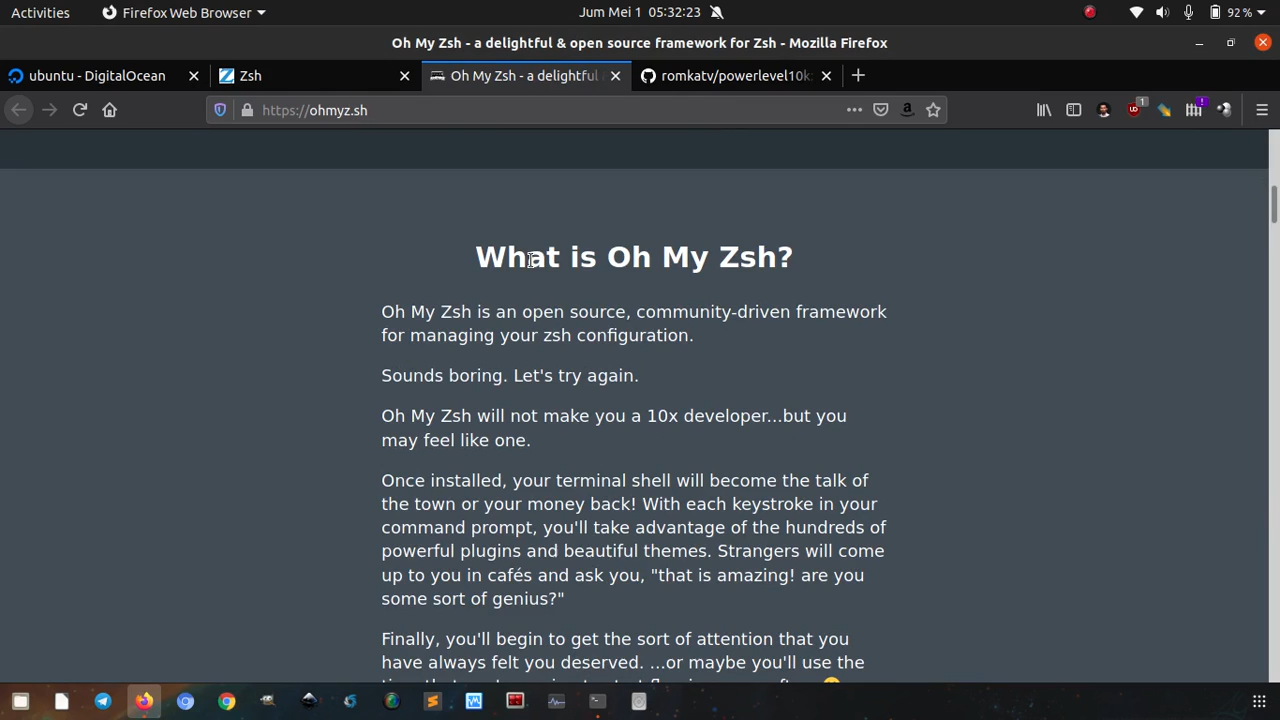 Activities
Firefox Web Browser
Jum Mei 1 05:32:23
92 %
Oh My Zsh - a delightful & open source framework for Zsh - Mozilla Firefox
ubuntu - DigitalOcean
Zsh
Oh My Zsh - a delightful
romkatv/powerlevel10k:
https://ohmyz.sh
1
What is Oh My Zsh?
Oh My Zsh is an open source, community-driven framework
for managing your zsh configuration.
Sounds boring. Let's try again.
Oh My Zsh will not make you a 10x developer...but you
may feel like one.
Once installed, your terminal shell will become the talk of
the town or your money back! With each keystroke in your
command prompt, you'll take advantage of the hundreds of
powerful plugins and beautiful themes. Strangers will come
up to you in cafés and ask you, "that is amazing! are you
some sort of genius?"
Finally, you'll begin to get the sort of attention that you
have always felt you deserved. ...or maybe you'll use the